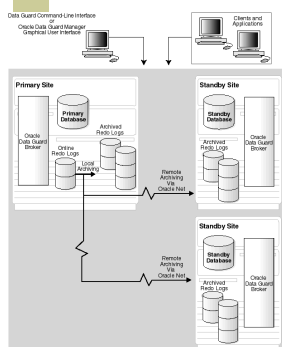 Data Guard Command-Line Interface
or
Oracle Data Guard Manager
Graphical User Interface
Clients and
Applications
Primary Site
Primary
Database
Oracle
Data Guard
Broker
Online
Redo Logs
Local
Archiving
Archived
Redo Logs
Remote
Archiving
Via
Oracle Net
Standby Site
Standby
Database
Archived
Redo Logs
Oracle
Data Guard
Broker
Remote
Archiving
Via
Oracle Net
Standby Site
Standby
Database
Archived
Redo Logs
Oracle
Data Guard
Broker